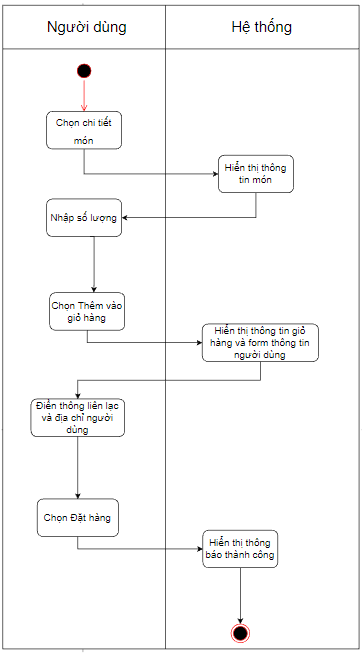 Người dùng
Hệ thống
Chọn chi tiết
món
Hiển thị thông
tin món
Nhập số lượng
Chọn Thêm vào
giỏ hàng
Hiển thị thông tin giỏ
hàng và form thông tin
người dùng
Điền thông liên lạc
và địa chỉ người
dùng
Chọn Đặt hàng
Hiển thị thông
báo thành công